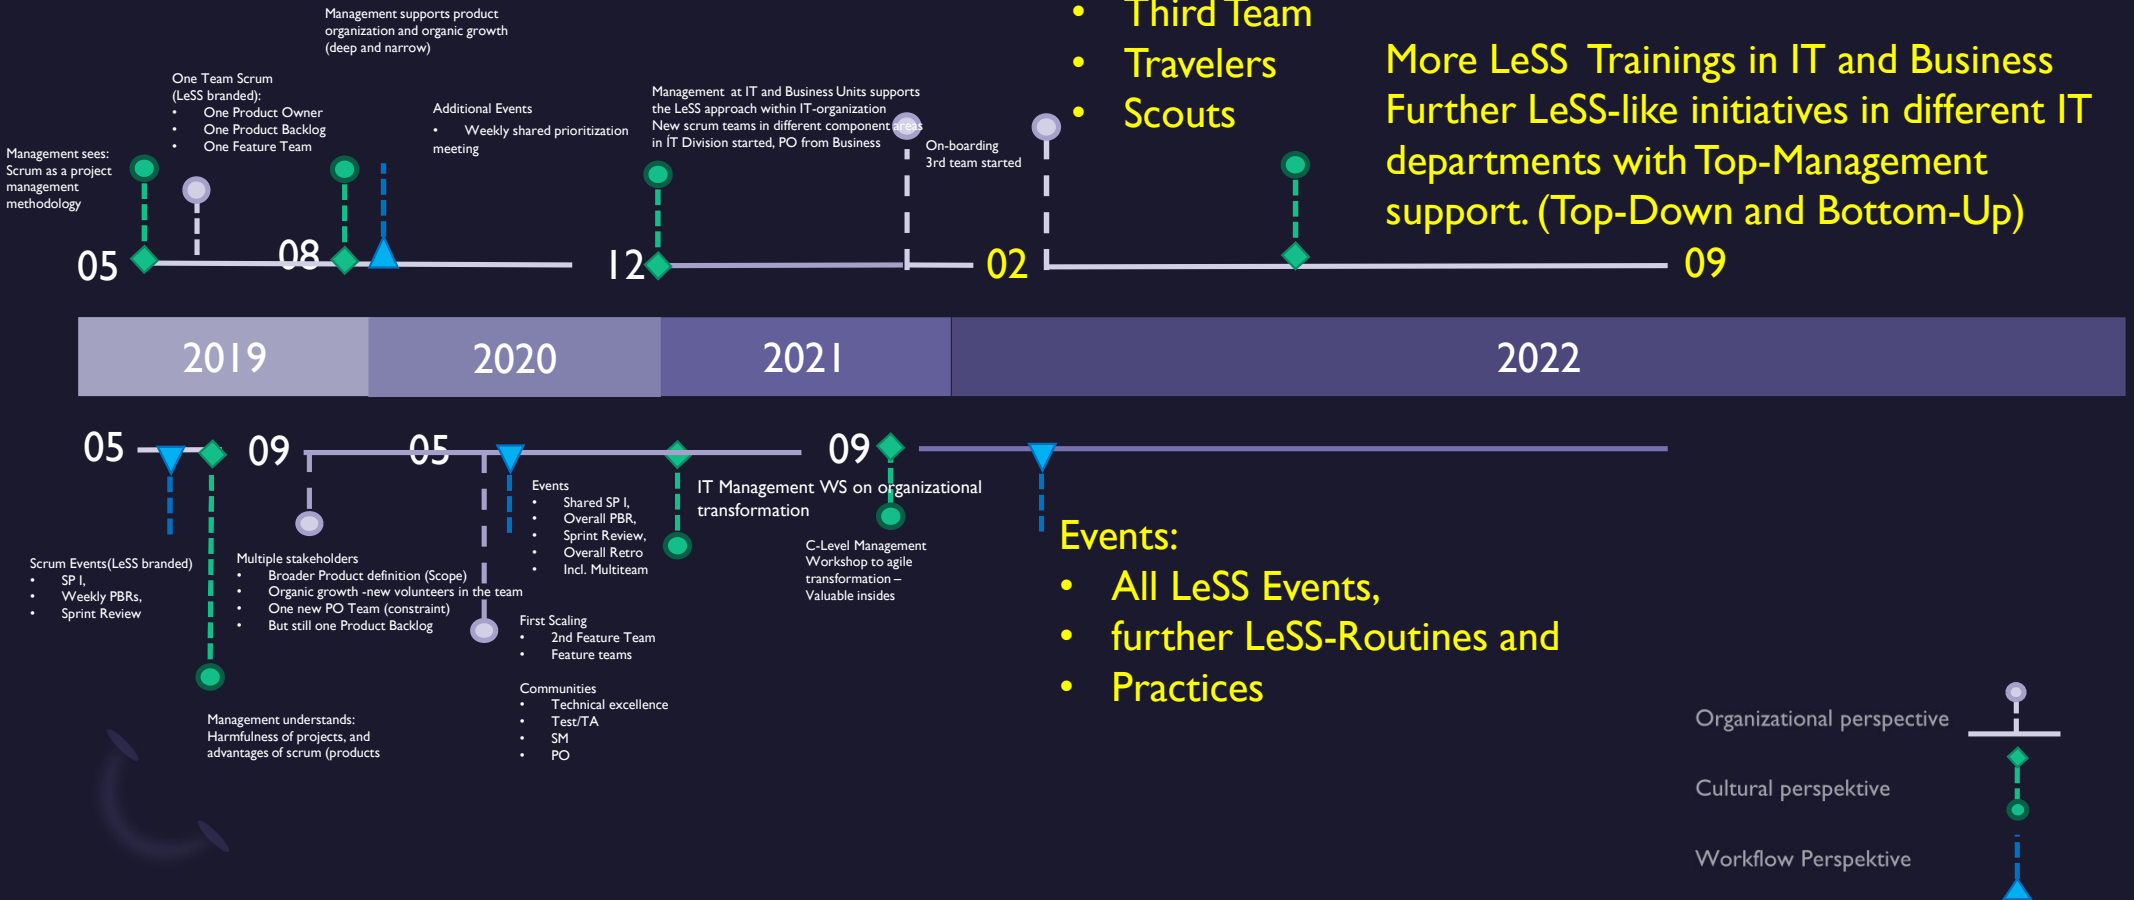 Management supports product
organization and organic growth
(deep and narrow)
• Third Team
• Travelers
• Scouts
More LeSS Trainings in IT and Business
Further LeSS-like initiatives in different IT
departments with Top-Management
support. (Top-Down and Bottom-Up)
One Team Scrum
(LeSS branded):
• One Product Owner
• One Product Backlog
• One Feature Team
Additional Events
• Weekly shared prioritization
meeting
Management at IT and Business Units supports
the LeSS approach within IT-organization
New scrum teams in different component areas
in ÍT Division started, PO from Business
On-boarding
3rd team started
Management sees:
Scrum as a project
management
methodology
05
08
12
02
09
2019
2020
2021
2022
05
09
05
09
Scrum Events(LeSS branded)
• SP I,
• Weekly PBRs,
• Sprint Review
Multiple stakeholders
• Broader Product definition (Scope)
• Organic growth -new volunteers in the team
• One new PO Team (constraint)
• But still one Product Backlog
Events
• Shared SP I,
• Overall PBR,
• Sprint Review,
• Overall Retro
• Incl. Multiteam
IT Management WS on organizational
transformation
C-Level Management
Workshop to agile
transformation –
Valuable insides
Events:
• All LeSS Events,
• further LeSS-Routines and
• Practices
First Scaling
• 2nd Feature Team
• Feature teams
Communities
• Technical excellence
• Test/TA
• SM
• PO
Management understands:
Harmfulness of projects, and
advantages of scrum (products
Organizational perspective
Cultural perspektive
Workflow Perspektive